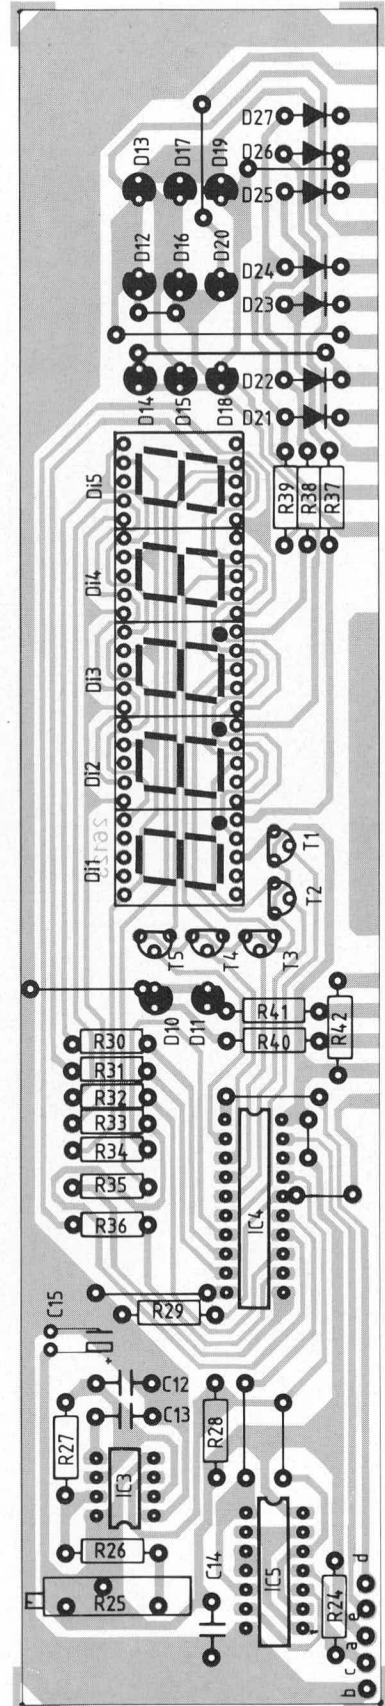 D27
D26
D25
D13
D17
D19
D24
D23
D12
D16
D20
D22
D21
D14
D15
D18
R39
R38
R37
Di5
Di4
Di3
Di2
Di1
T1
T2
T5
T4
T3
D10
D11
R41
R40
R42
R30
R31
R32
R33
R34
R35
R36
IC4
R29
C15
+
C12
C13
R27
R28
IC3
R26
R25
C14
IC5
R24
d
e
a
c
b